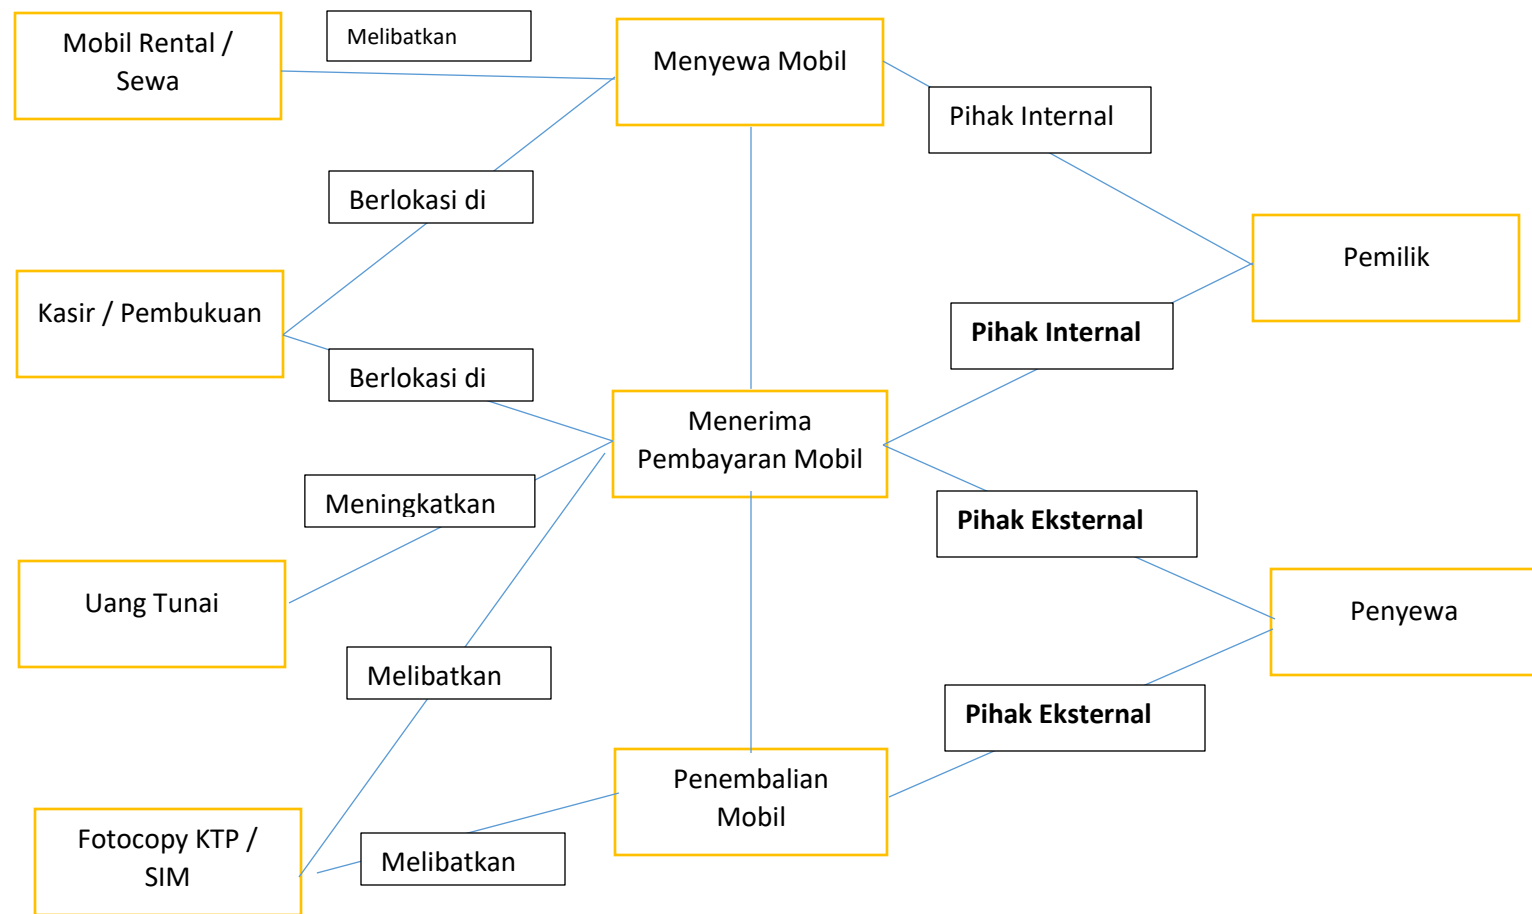 Mobil Rental /
Sewa
Melibatkan
Menyewa Mobil
Pihak Internal
Berlokasi di
Pemilik
Kasir / Pembukuan
Pihak Internal
Berlokasi di
Menerima
Pembayaran Mobil
Meningkatkan
Pihak Eksternal
Uang Tunai
Penyewa
Melibatkan
Pihak Eksternal
Penembalian
Mobil
Fotocopy KTP /
SIM
Melibatkan